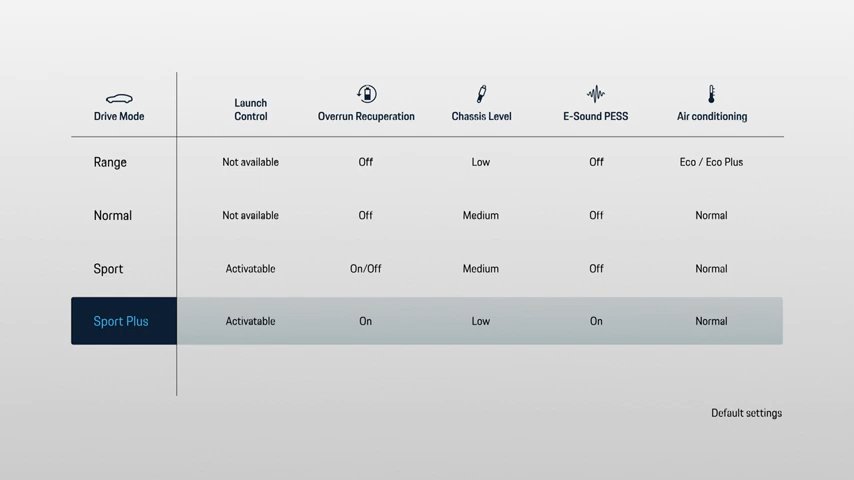 Drive Mode Launch Control Overrun Recuperation Chassis Level E-Sound PESS Air conditioning
Range Not available Off Low Off Eco / Eco Plus
Normal Not available Off Medium Off Normal
Sport Activatable On/Off Medium Off Normal
Sport Plus Activatable On Low On Normal
Default settings